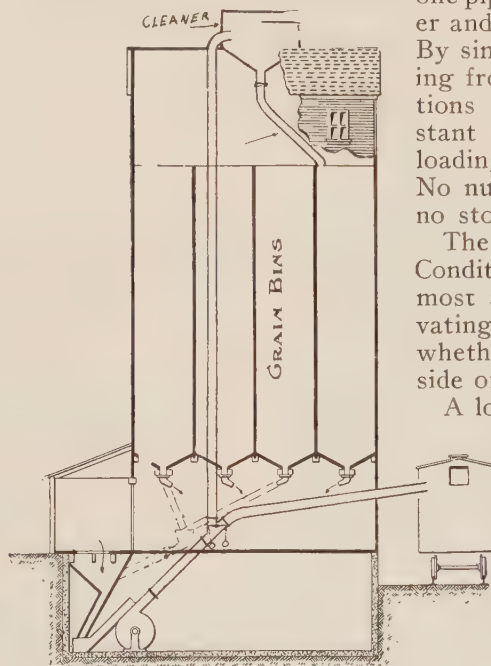 CLEANER
GRAIN BINS
one pip
er and
By sim
ing fro
tions
stant
loading
No nu
no sto
The
Condit
most
vating
wheth
side o
A lo